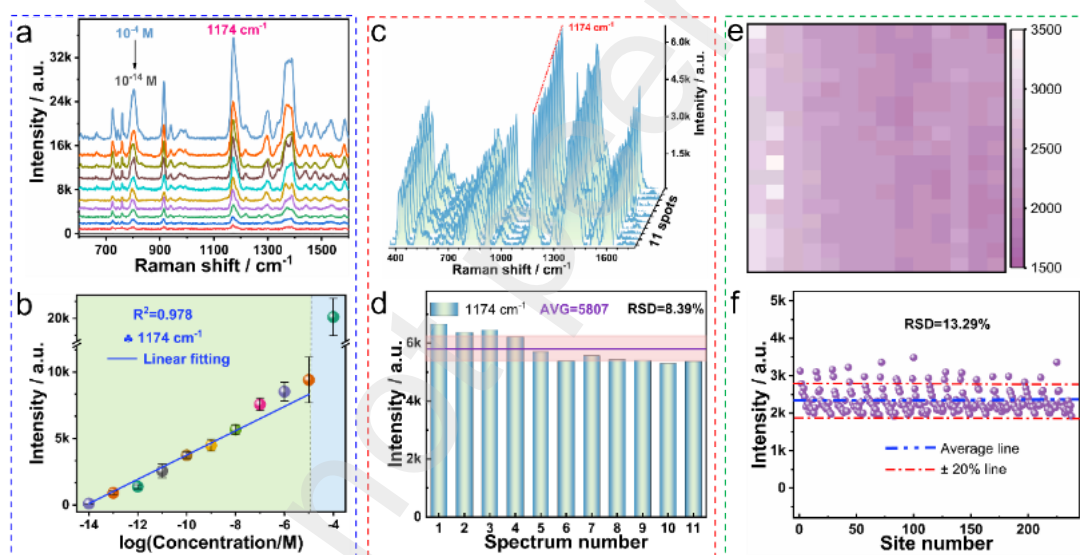 a
10⁻⁴ M
10⁻¹⁴ M
1174 cm⁻¹
32k
24k
16k
8k
0
Intensity / a.u.
700 900 1100 1300 1500
Raman shift / cm⁻¹
b
R²=0.978
1174 cm⁻¹
Linear fitting
20k
10k
5k
0
Intensity / a.u.
-14 -12 -10 -8 -6 -4
log(Concentration/M)
c
1174 cm⁻¹
6.0k
4.5k
3.0k
1.5k
Intenity / a.u.
11 spots
400 700 1000 1300 1600
Raman shift / cm⁻¹
d
1174 cm⁻¹ AVG=5807 RSD=8.39%
6k
4k
2k
0
Intensity / a.u.
1 2 3 4 5 6 7 8 9 10 11
Spectrum number
e
3500
3000
2500
2000
1500
f
RSD=13.29%
5k
4k
3k
2k
1k
0
Intensity / a.u.
Average line
± 20% line
0 50 100 150 200
Site number